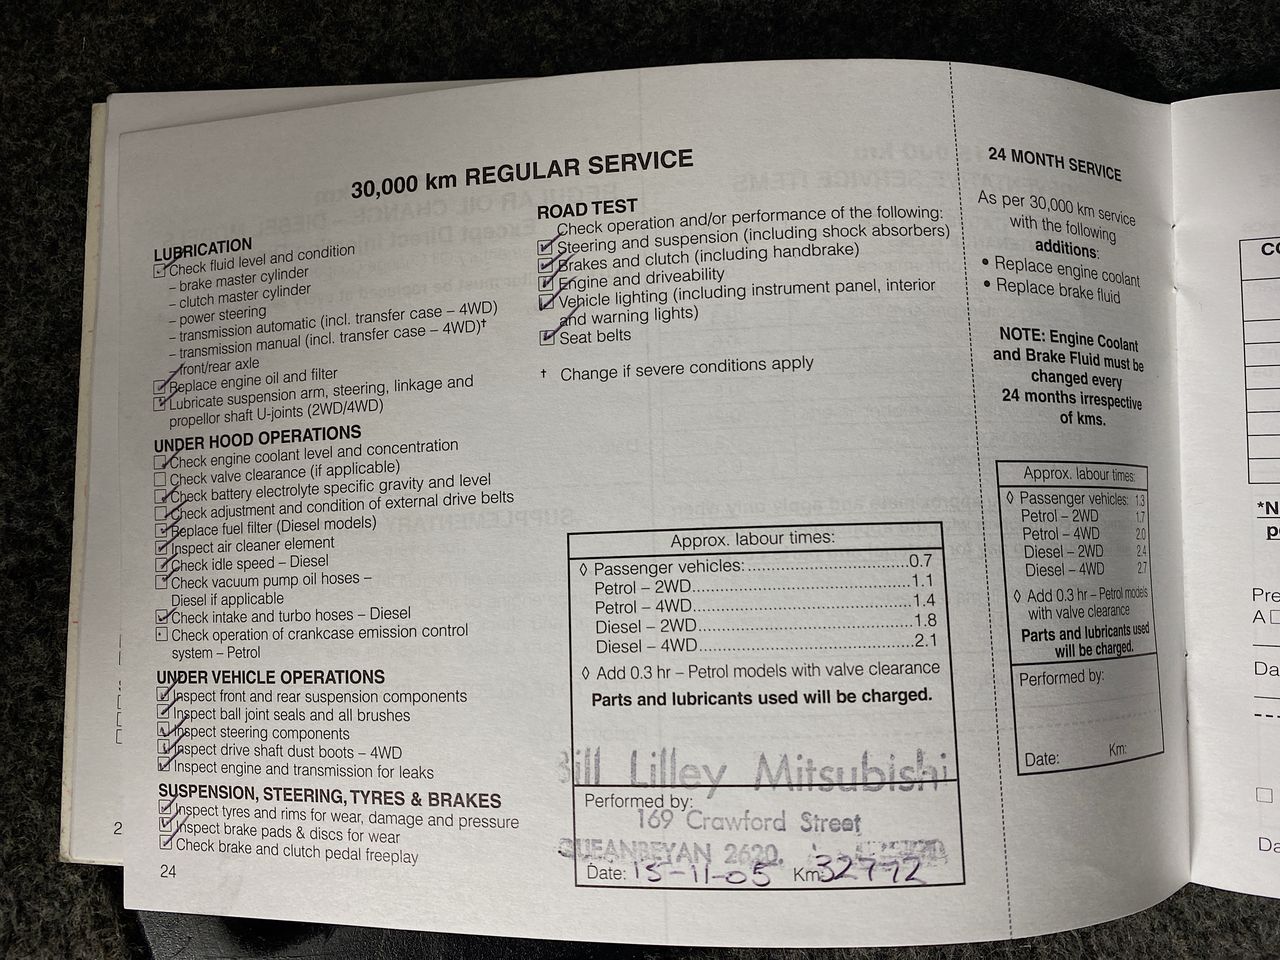 30,000 km REGULAR SERVICE
LUBRICATION
Check fluid level and condition
– brake master cylinder
– clutch master cylinder
– power steering
– transmission automatic (incl. transfer case – 4WD)
– transmission manual (incl. transfer case – 4WD)†
– front/rear axle
Replace engine oil and filter
Lubricate suspension arm, steering, linkage and
propellor shaft U-joints (2WD/4WD)
UNDER HOOD OPERATIONS
Check engine coolant level and concentration
Check valve clearance (if applicable)
Check battery electrolyte specific gravity and level
Check adjustment and condition of external drive belts
Replace fuel filter (Diesel models)
Inspect air cleaner element
Check idle speed – Diesel
Check vacuum pump oil hoses –
Diesel if applicable
Check intake and turbo hoses – Diesel
Check operation of crankcase emission control
system – Petrol
UNDER VEHICLE OPERATIONS
Inspect front and rear suspension components
Inspect ball joint seals and all brushes
Inspect steering components
Inspect drive shaft dust boots – 4WD
Inspect engine and transmission for leaks
SUSPENSION, STEERING, TYRES & BRAKES
Inspect tyres and rims for wear, damage and pressure
Inspect brake pads & discs for wear
Check brake and clutch pedal freeplay
24
ROAD TEST
Check operation and/or performance of the following:
Steering and suspension (including shock absorbers)
Brakes and clutch (including handbrake)
Engine and driveability
Vehicle lighting (including instrument panel, interior
and warning lights)
Seat belts
† Change if severe conditions apply
Approx. labour times:
◊ Passenger vehicles:.................................0.7
Petrol – 2WD.............................................1.1
Petrol – 4WD.............................................1.4
Diesel – 2WD............................................1.8
Diesel – 4WD............................................2.1
◊ Add 0.3 hr – Petrol models with valve clearance
Parts and lubricants used will be charged.
Bill Lilley Mitsubishi
Performed by:
169 Crawford Street
QUEANBEYAN 2620
Date: 15-11-05 Km: 32772
24 MONTH SERVICE
As per 30,000 km service
with the following
additions:
• Replace engine coolant
• Replace brake fluid
NOTE: Engine Coolant
and Brake Fluid must be
changed every
24 months irrespective
of kms.
Approx. labour times:
◊ Passenger vehicles: 1.3
Petrol – 2WD 1.7
Petrol – 4WD 2.0
Diesel – 2WD 2.4
Diesel – 4WD 2.7
◊ Add 0.3 hr – Petrol models
with valve clearance
Parts and lubricants used
will be charged.
Performed by:
Date: Km: